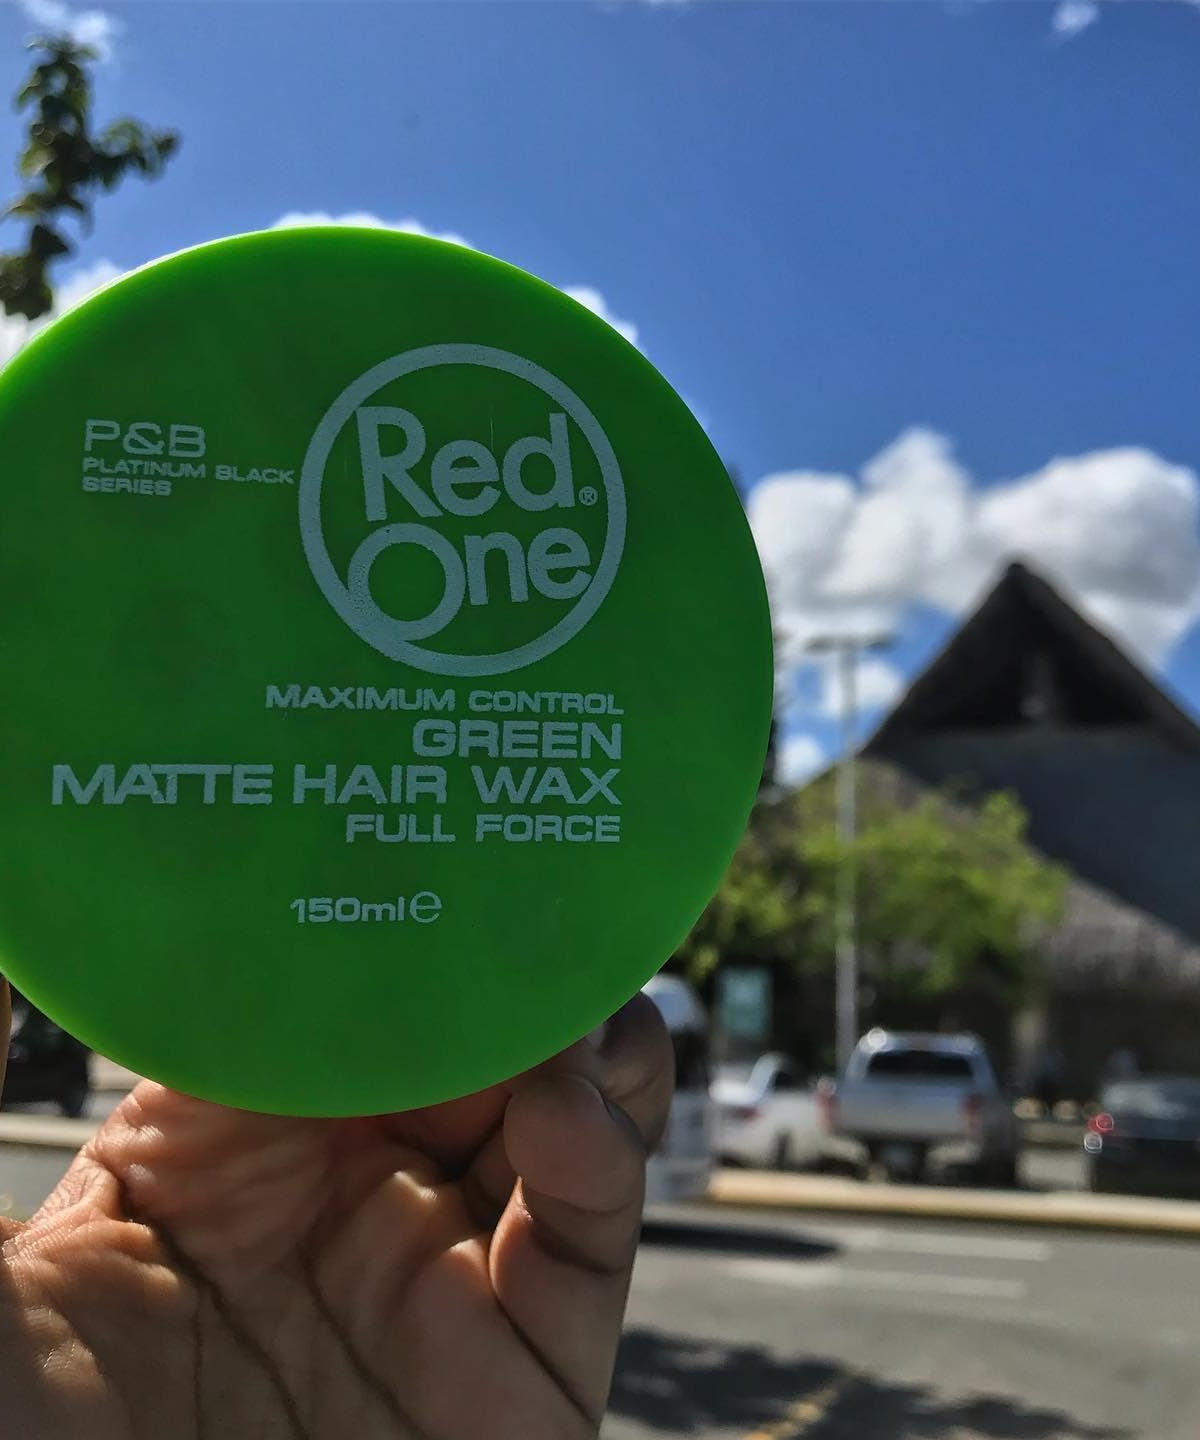 P&B
PLATINUM BLACK
SERIES
Red
One
®
MAXIMUM CONTROL
GREEN
MATTE HAIR WAX
FULL FORCE
150ml℮